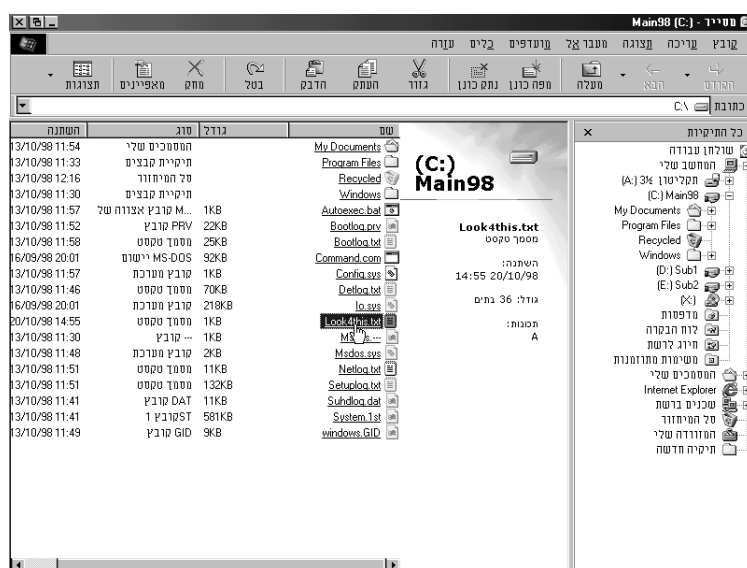 מסייר - Main98 (C:)
קובץ עריכה תצוגה מעבר אל מועדפים כלים עזרה
הקודם הבא מעלה מפה כונן נתק כונן גזור העתק הדבק בטל מחק מאפיינים תצוגות
כתובת C:\
כל התיקיות
שולחן עבודה
המחשב שלי
תקליטון 3½ (A:)
Main98 (C:)
My Documents
Program Files
Recycled
Windows
Sub1 (D:)
Sub2 (E:)
(X:)
מדפסות
לוח הבקרה
חיוג לרשת
משימות מתוזמנות
המסמכים שלי
Internet Explorer
שכנים ברשת
סל המיחזור
המזוודה שלי
תיקיה חדשה
(C:)
Main98
Look4this.txt
מסמך טקסט
השתנה:
20/10/98 14:55
גודל: 36 בתים
תכונות:
A
שם גודל סוג השתנה
My Documents המסמכים שלי 13/10/98 11:54
Program Files תיקיית קבצים 13/10/98 11:33
Recycled סל המיחזור 13/10/98 12:16
Windows תיקיית קבצים 13/10/98 11:30
Autoexec.bat 1KB קובץ אצווה של M... 13/10/98 11:57
Bootlog.prv 22KB קובץ PRV 13/10/98 11:52
Bootlog.txt 25KB מסמך טקסט 13/10/98 11:58
Command.com 92KB יישום MS-DOS 16/09/98 20:01
Config.sys 1KB קובץ מערכת 13/10/98 11:57
Detlog.txt 70KB מסמך טקסט 13/10/98 11:46
Io.sys 218KB קובץ מערכת 16/09/98 20:01
Look4this.txt 1KB מסמך טקסט 20/10/98 14:55
1KB קובץ --- 13/10/98 11:30
Msdos.sys 2KB קובץ מערכת 13/10/98 11:48
Netlog.txt 11KB מסמך טקסט 13/10/98 11:51
Setuplog.txt 132KB מסמך טקסט 13/10/98 11:51
Suhdlog.dat 11KB קובץ DAT 13/10/98 11:41
System.1st 581KB קובץ 1ST 13/10/98 11:41
windows.GID 9KB קובץ GID 13/10/98 11:49